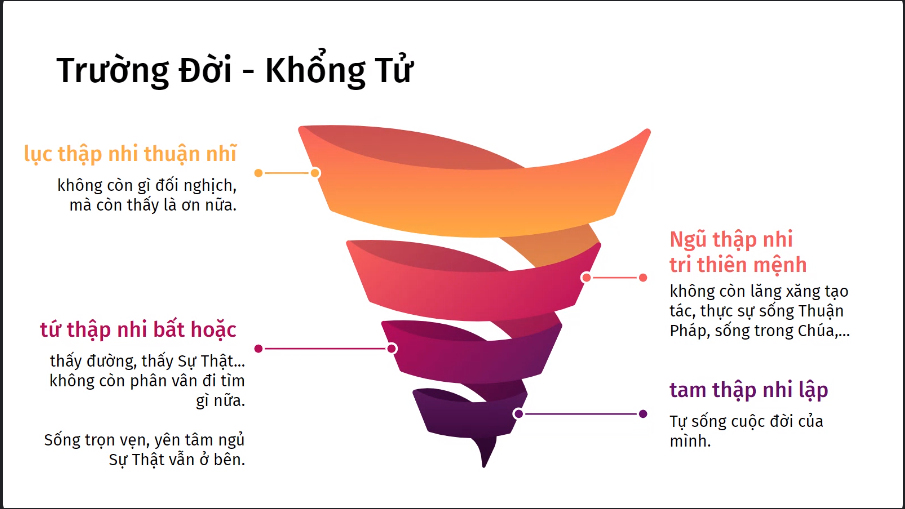 Trường Đời - Khổng Tử
lục thập nhi thuận nhĩ
không còn gì đối nghịch,
mà còn thấy là ơn nữa.
Ngũ thập nhi
tri thiên mệnh
không còn lăng xăng tạo
tác, thực sự sống Thuận
Pháp, sống trong Chúa,...
tứ thập nhi bất hoặc
thấy đường, thấy Sự Thật...
không còn phân vân đi tìm
gì nữa.
Sống trọn vẹn, yên tâm ngủ
Sự Thật vẫn ở bên.
tam thập nhi lập
Tự sống cuộc đời của
mình.